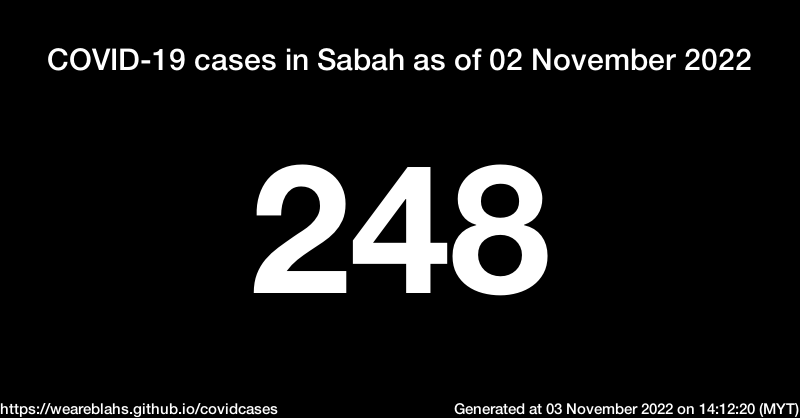 COVID-19 cases in Sabah as of 02 November 2022
248
https://weareblahs.github.io/covidcases
Generated at 03 November 2022 on 14:12:20 (MYT)